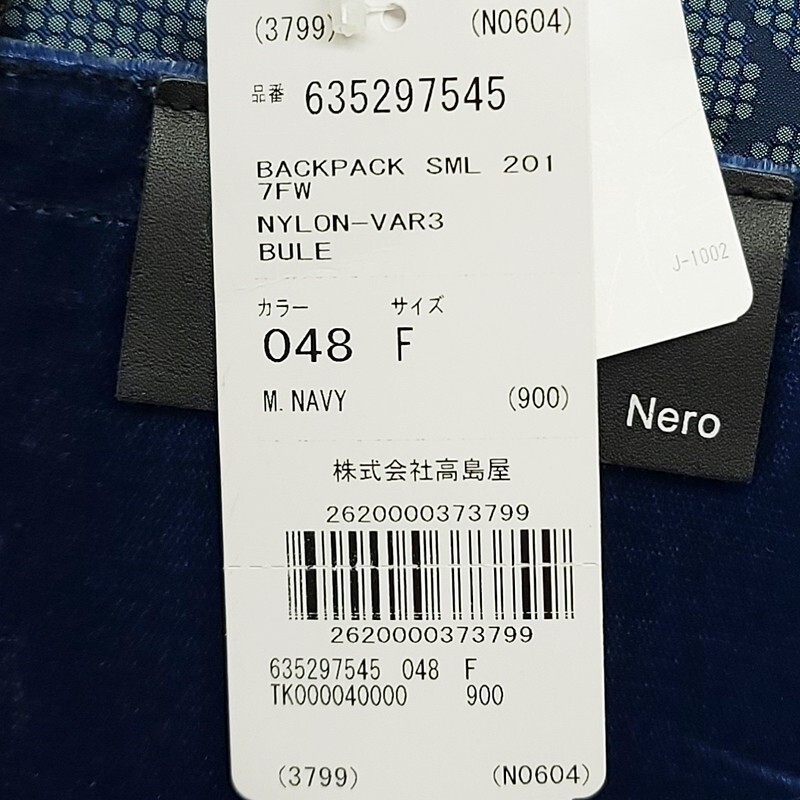 (3799) (N0604)
品番 635297545
BACKPACK SML 201
7FW
NYLON-VAR3
BULE
カラー サイズ
048 F
M. NAVY (900)
株式会社高島屋
2620000373799
2620000373799
635297545 048 F
TK000040000 900
(3799) (N0604)
J-1002
Nero